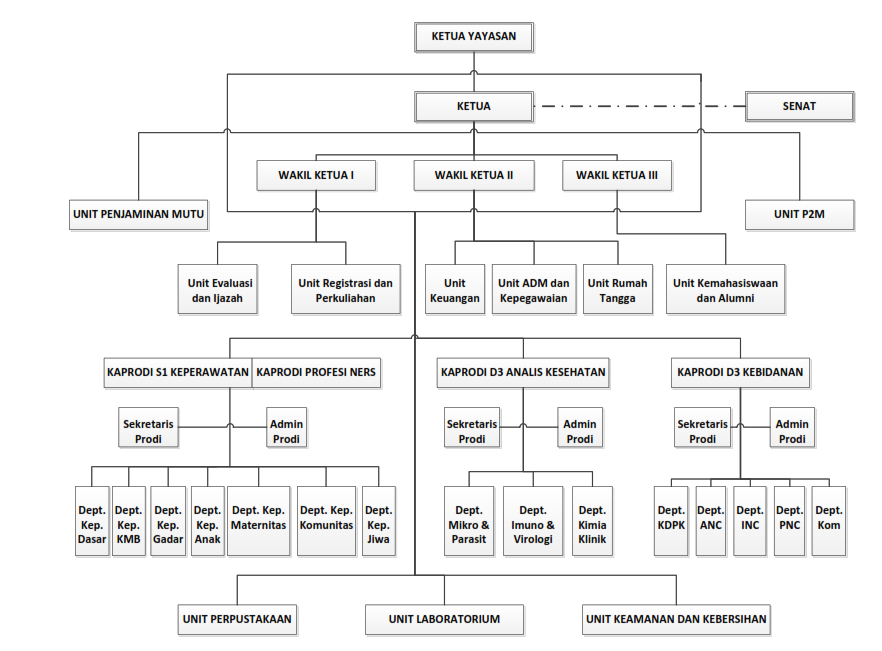 KETUA YAYASAN
KETUA
SENAT
WAKIL KETUA I
WAKIL KETUA II
WAKIL KETUA III
UNIT PENJAMINAN MUTU
UNIT P2M
Unit Evaluasi
dan Ijazah
Unit Registrasi dan
Perkuliahan
Unit
Keuangan
Unit ADM dan
Kepegawaian
Unit Rumah
Tangga
Unit Kemahasiswaan
dan Alumni
KAPRODI S1 KEPERAWATAN
KAPRODI PROFESI NERS
KAPRODI D3 ANALIS KESEHATAN
KAPRODI D3 KEBIDANAN
Sekretaris
Prodi
Admin
Prodi
Sekretaris
Prodi
Admin
Prodi
Sekretaris
Prodi
Admin
Prodi
Dept.
Kep.
Dasar
Dept.
Kep.
KMB
Dept.
Kep.
Gadar
Dept.
Kep.
Anak
Dept. Kep.
Maternitas
Dept. Kep.
Komunitas
Dept.
Kep.
Jiwa
Dept.
Mikro &
Parasit
Dept.
Imuno &
Virologi
Dept.
Kimia
Klinik
Dept.
KDPK
Dept.
ANC
Dept.
INC
Dept.
PNC
Dept.
Kom
UNIT PERPUSTAKAAN
UNIT LABORATORIUM
UNIT KEAMANAN DAN KEBERSIHAN